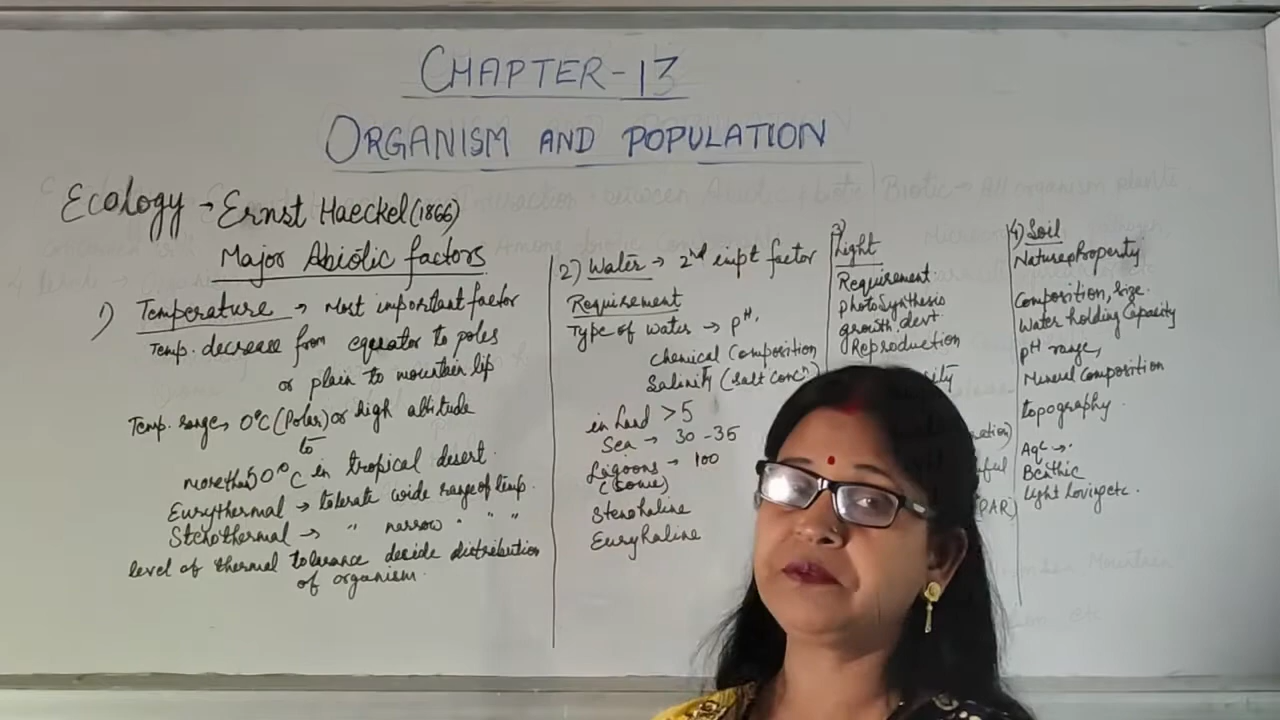 CHAPTER-13
ORGANISM AND POPULATION
Ecology → Ernst Haeckel (1866)
Major Abiotic factors
1) Temperature → Most important factor
Temp. decrease from equator to poles
or plain to mountain
Temp. range → 0°C (Polar) or high altitude
to
more than 50°C in tropical desert.
Eurythermal → tolerate wide range of temp.
Stenothermal → " narrow " " "
level of thermal tolerance decide distribution
of organism.
2) Water → 2nd impt factor
Requirement
Type of water → pH.
chemical Composition
Salinity (Salt Concn)
in Land > 5
Sea → 30-35
Lagoons → 100
(Some)
Stenohaline
Euryhaline
3) Light
Requirement
photosynthesis
growth, devt.
Reproduction
(PAR)
4) Soil
Nature, Property
Composition, Size.
Water holding Capacity
pH range,
Mineral Composition
topography.
Benthic
Light loving etc.